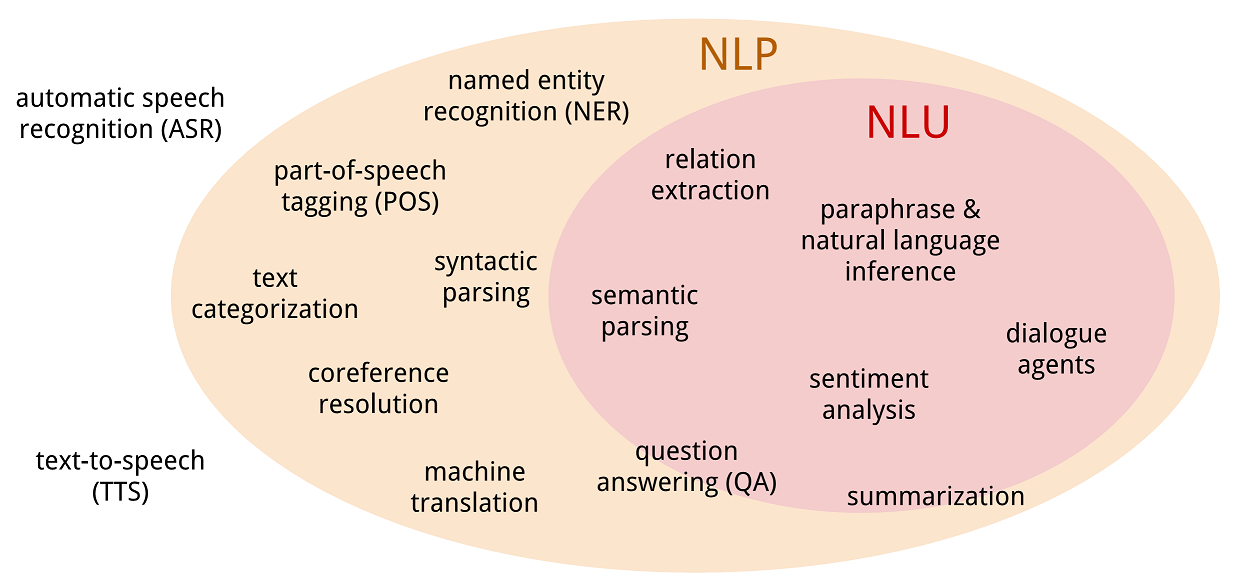 NLP
NLU
automatic speech
recognition (ASR)
named entity
recognition (NER)
part-of-speech
tagging (POS)
relation
extraction
paraphrase &
natural language
inference
text
categorization
syntactic
parsing
semantic
parsing
dialogue
agents
coreference
resolution
sentiment
analysis
text-to-speech
(TTS)
machine
translation
question
answering (QA)
summarization